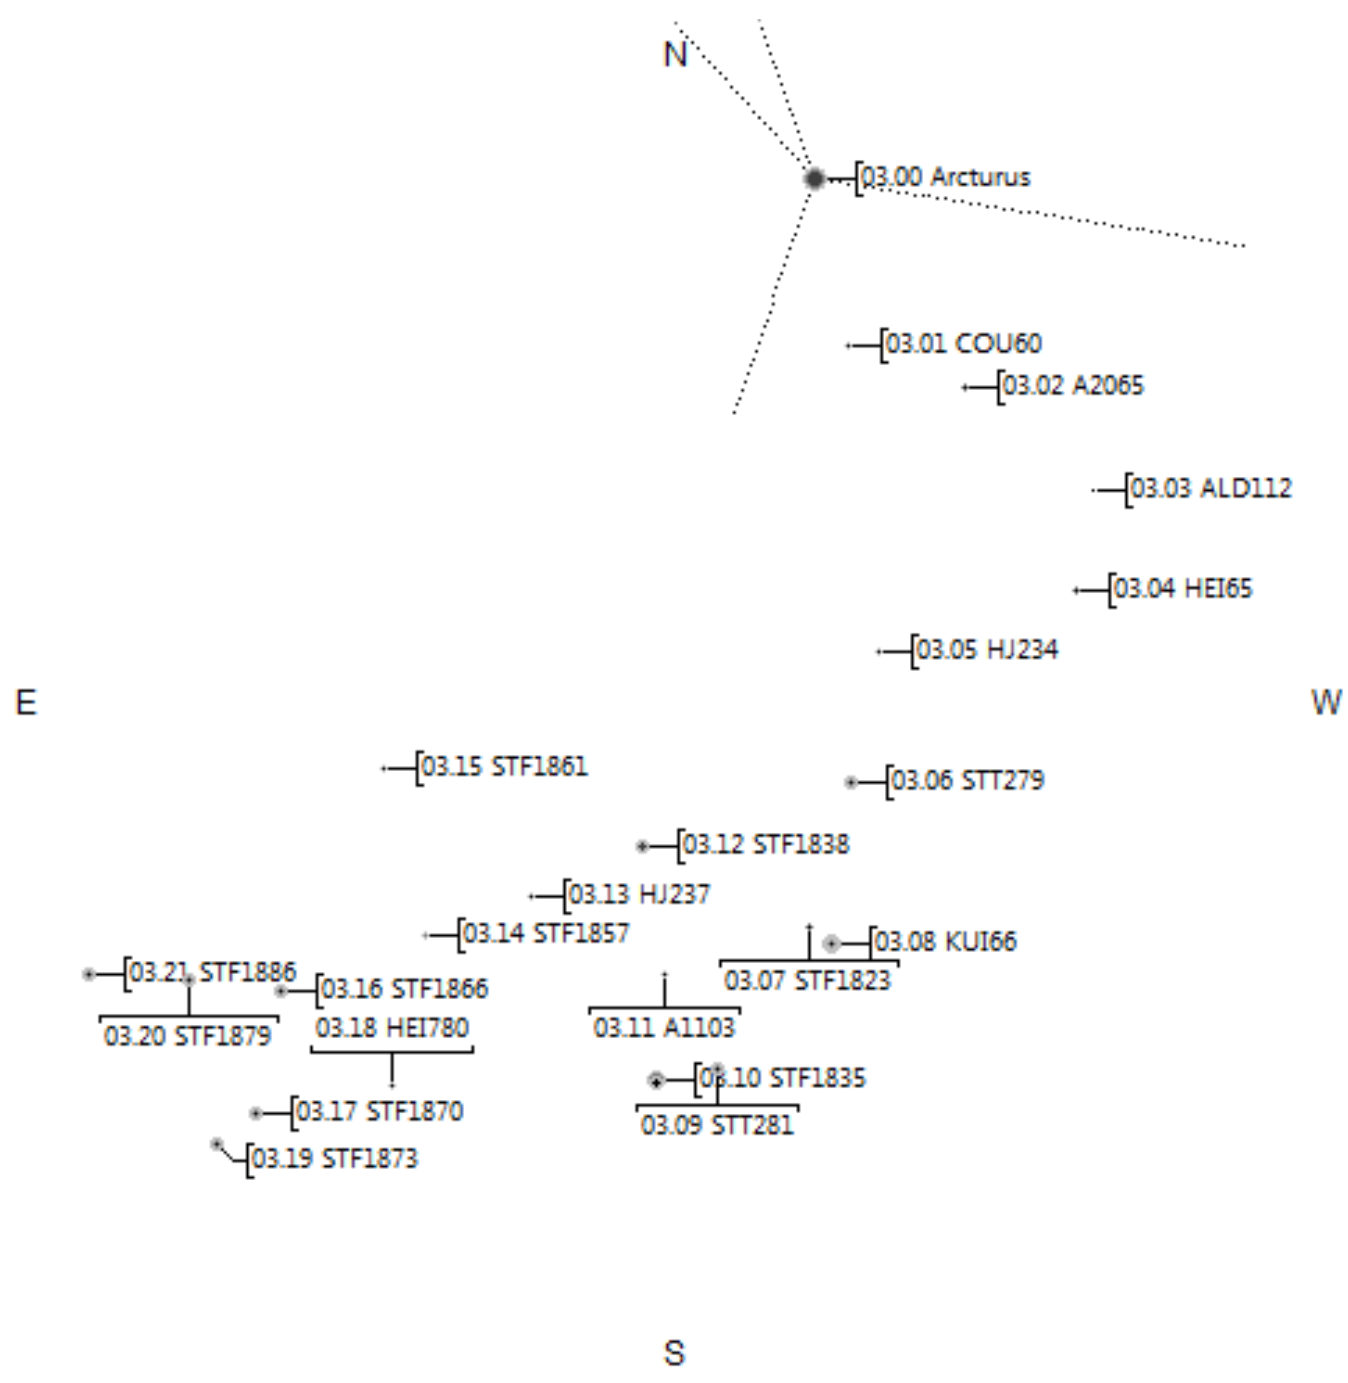 N
03.00 Arcturus
03.01 COU60
03.02 A2065
03.03 ALD112
03.04 HEI65
03.05 HJ234
E
W
03.15 STF1861
03.06 STT279
03.12 STF1838
03.13 HJ237
03.14 STF1857
03.08 KUI66
03.21 STF1886
03.07 STF1823
03.16 STF1866
03.20 STF1879
03.18 HEI780
03.11 A1103
03.10 STF1835
03.17 STF1870
03.09 STT281
03.19 STF1873
S